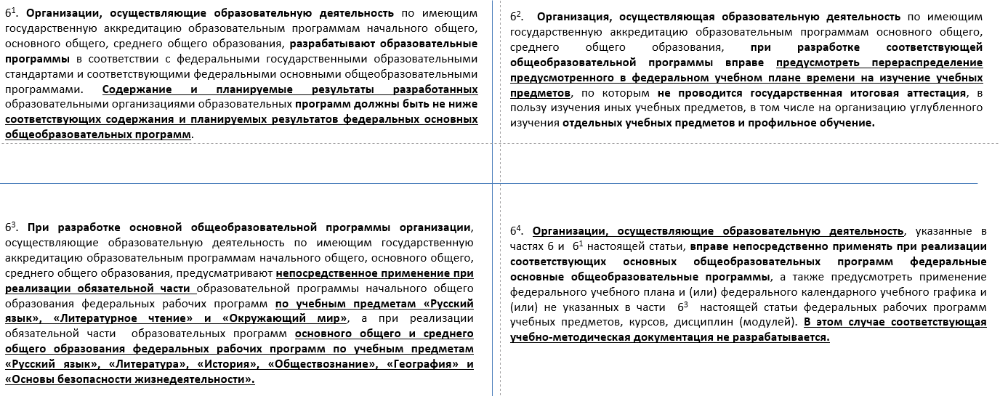 6¹. Организации, осуществляющие образовательную деятельность по имеющим
государственную аккредитацию образовательным программам начального общего,
основного общего, среднего общего образования, разрабатывают образовательные
программы в соответствии с федеральными государственными образовательными
стандартами и соответствующими федеральными основными общеобразовательными
программами. Содержание и планируемые результаты разработанных
образовательными организациями образовательных программ должны быть не ниже
соответствующих содержания и планируемых результатов федеральных основных
общеобразовательных программ.
6². Организация, осуществляющая образовательную деятельность по имеющим
государственную аккредитацию образовательным программам основного общего,
среднего общего образования, при разработке соответствующей
общеобразовательной программы вправе предусмотреть перераспределение
предусмотренного в федеральном учебном плане времени на изучение учебных
предметов, по которым не проводится государственная итоговая аттестация, в
пользу изучения иных учебных предметов, в том числе на организацию углубленного
изучения отдельных учебных предметов и профильное обучение.
6³. При разработке основной общеобразовательной программы организации,
осуществляющие образовательную деятельность по имеющим государственную
аккредитацию образовательным программам начального общего, основного общего,
среднего общего образования, предусматривают непосредственное применение при
реализации обязательной части образовательной программы начального общего
образования федеральных рабочих программ по учебным предметам «Русский
язык», «Литературное чтение» и «Окружающий мир», а при реализации
обязательной части образовательных программ основного общего и среднего
общего образования федеральных рабочих программ по учебным предметам
«Русский язык», «Литература», «История», «Обществознание», «География» и
«Основы безопасности жизнедеятельности».
6⁴. Организации, осуществляющие образовательную деятельность, указанные в
частях 6 и 6¹ настоящей статьи, вправе непосредственно применять при реализации
соответствующих основных общеобразовательных программ федеральные
основные общеобразовательные программы, а также предусмотреть применение
федерального учебного плана и (или) федерального календарного учебного графика и
(или) не указанных в части 6³ настоящей статьи федеральных рабочих программ
учебных предметов, курсов, дисциплин (модулей). В этом случае соответствующая
учебно-методическая документация не разрабатывается.